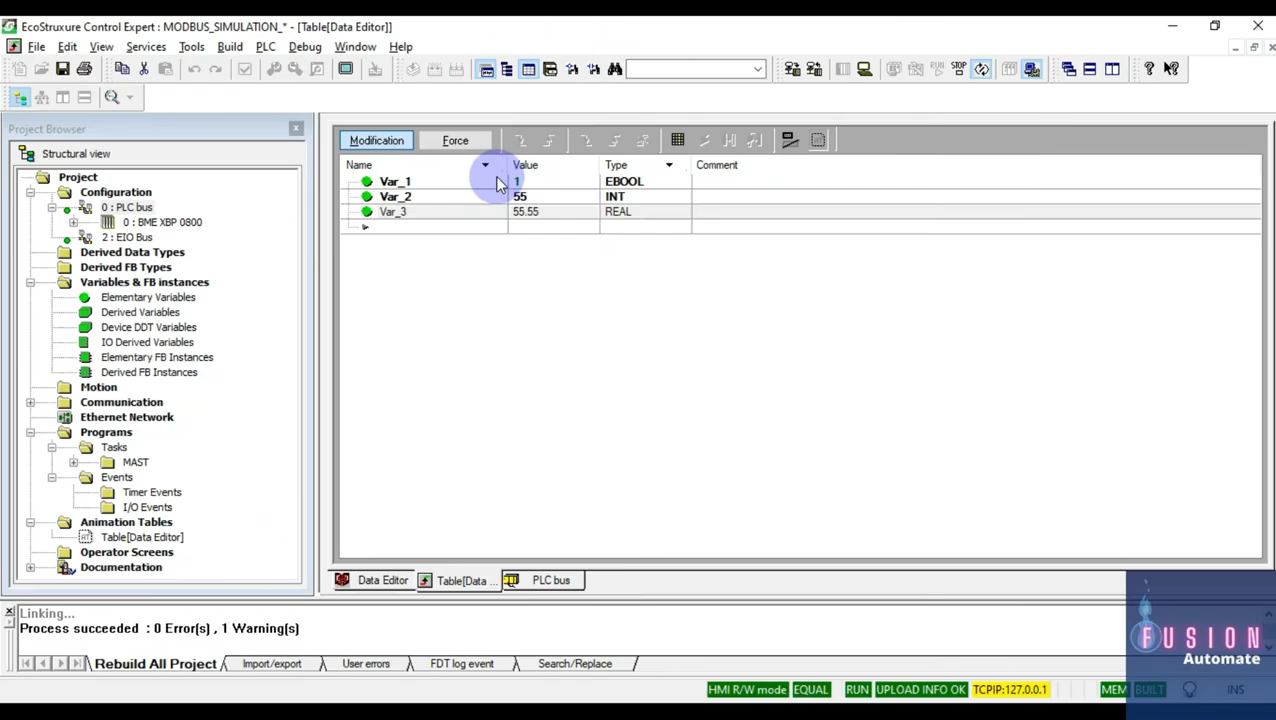 EcoStruxure Control Expert : MODBUS_SIMULATION_* - [Table[Data Editor]]
File Edit View Services Tools Build PLC Debug Window Help
STOP
Project Browser
Structural view
Project
Configuration
0 : PLC bus
0 : BME XBP 0800
2 : EIO Bus
Derived Data Types
Derived FB Types
Variables & FB instances
Elementary Variables
Derived Variables
Device DDT Variables
IO Derived Variables
Elementary FB Instances
Derived FB Instances
Motion
Communication
Ethernet Network
Programs
Tasks
MAST
Events
Timer Events
I/O Events
Animation Tables
Table[Data Editor]
Operator Screens
Documentation
Modification Force
Name Value Type Comment
Var_1 1 EBOOL
Var_2 55 INT
Var_3 55.55 REAL
Data Editor Table[Data ... PLC bus
Linking...
Process succeeded : 0 Error(s) , 1 Warning(s)
Rebuild All Project Import/export User errors FDT log event Search/Replace
HMI R/W mode EQUAL RUN UPLOAD INFO OK TCPIP:127.0.0.1 MEM BUILT INS
FUSION
Automate